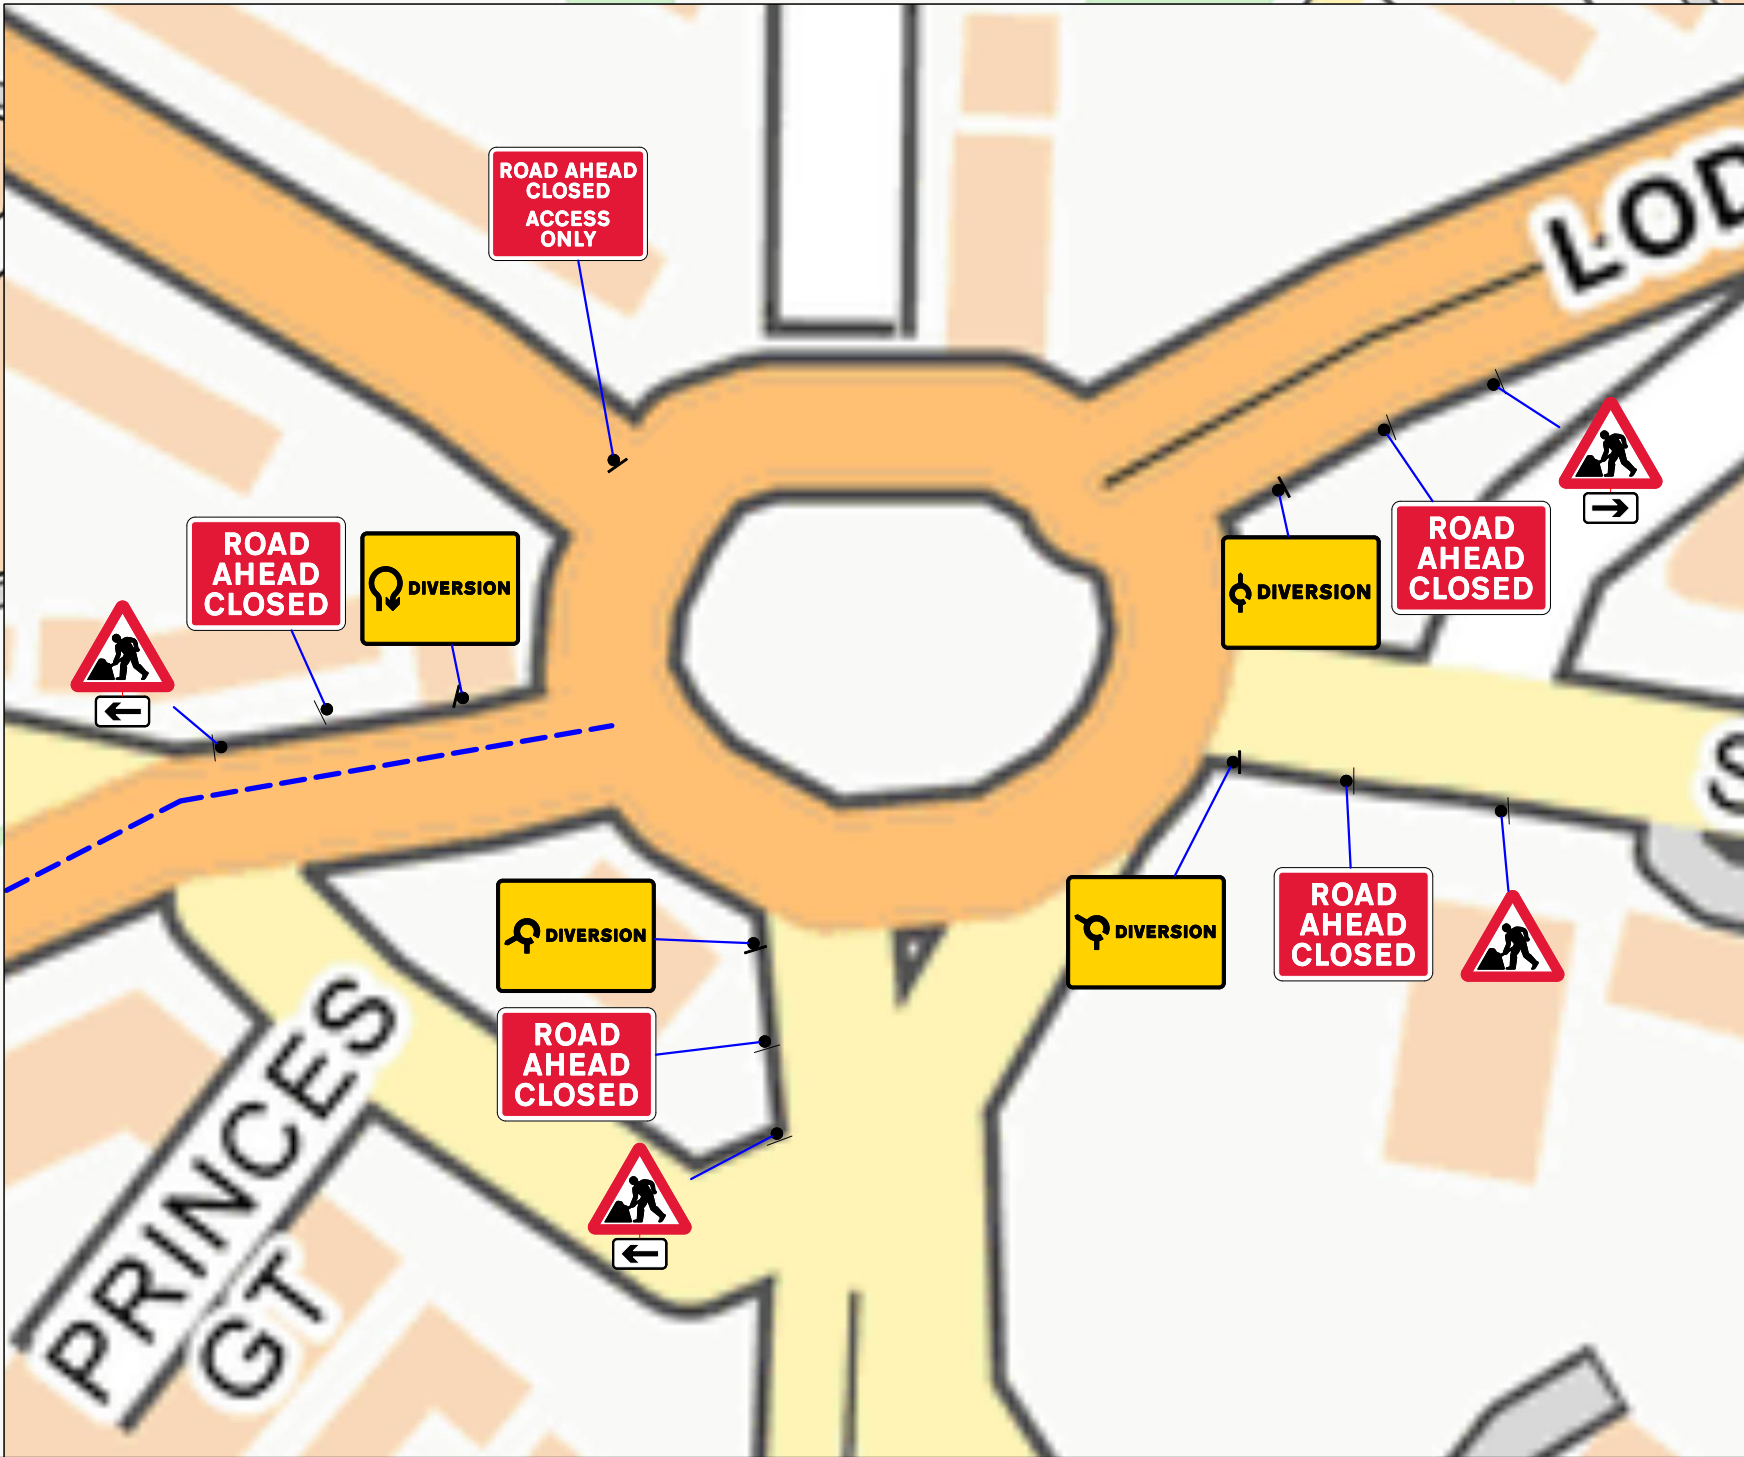 ROAD AHEAD
CLOSED
ACCESS
ONLY
LOD
ROAD
AHEAD
CLOSED
DIVERSION
DIVERSION
ROAD
AHEAD
CLOSED
S
DIVERSION
ROAD
AHEAD
CLOSED
DIVERSION
ROAD
AHEAD
CLOSED
PRINCES
GT